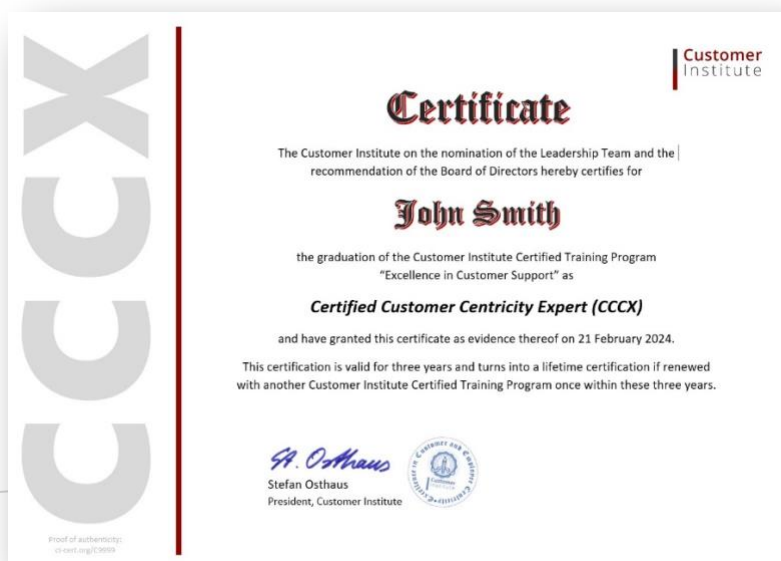 CCCX
Customer
Institute
Certificate
The Customer Institute on the nomination of the Leadership Team and the
recommendation of the Board of Directors hereby certifies for
John Smith
the graduation of the Customer Institute Certified Training Program
“Excellence in Customer Support” as
Certified Customer Centricity Expert (CCCX)
and have granted this certificate as evidence thereof on 21 February 2024.
This certification is valid for three years and turns into a lifetime certification if renewed
with another Customer Institute Certified Training Program once within these three years.
St. Osthaus
Stefan Osthaus
President, Customer Institute
Customer
Proof of authenticity:
ci-cert.org/C9999